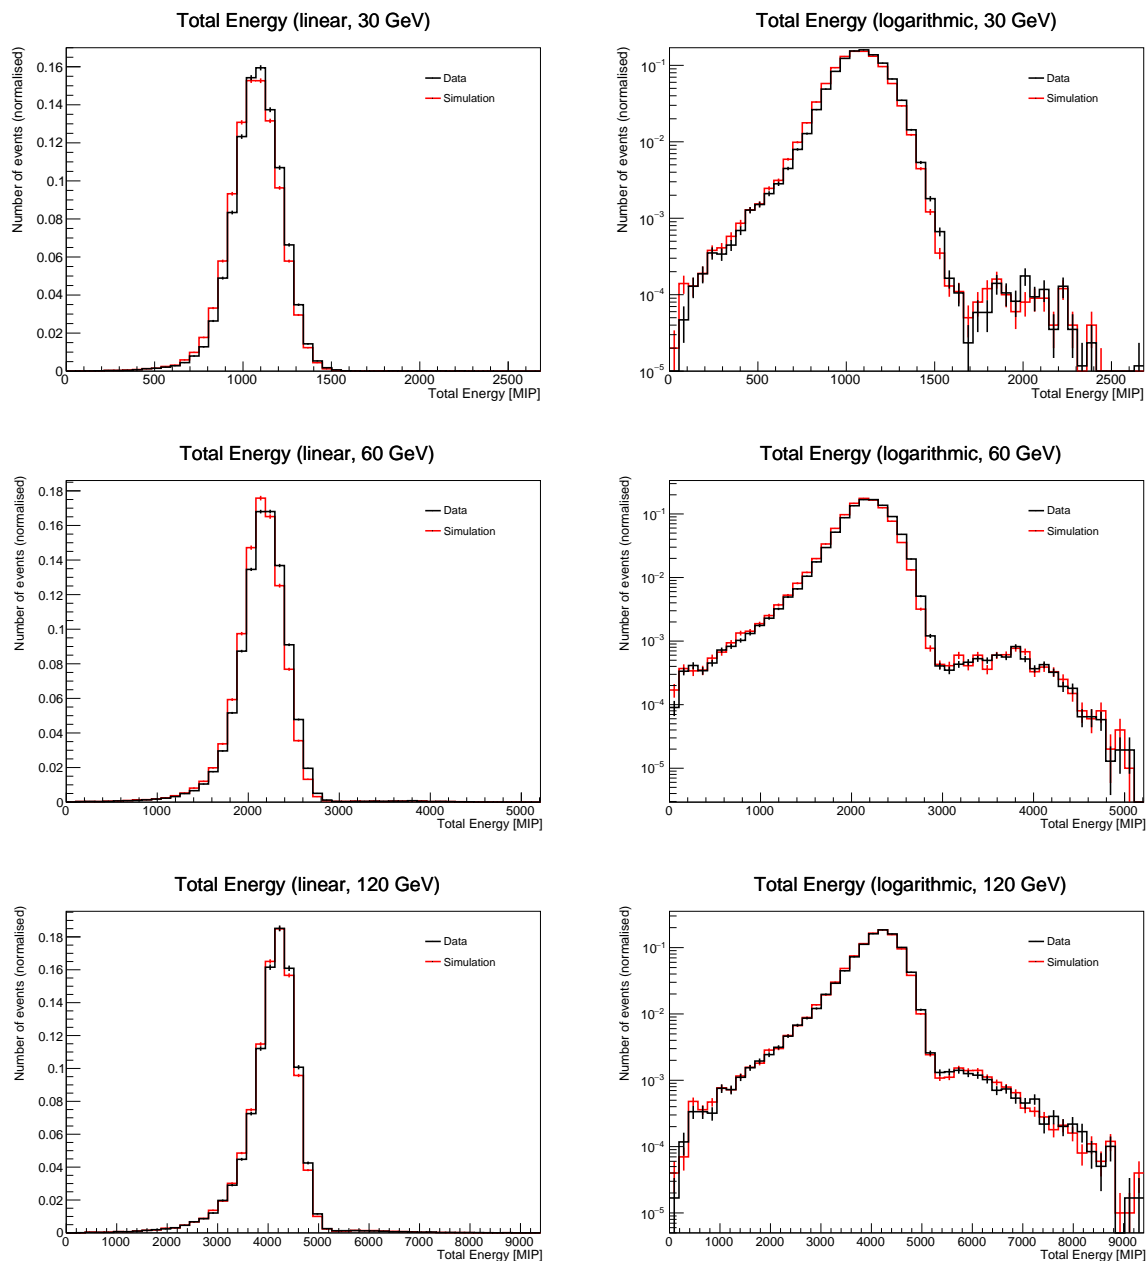 Total Energy (linear, 30 GeV)
Number of events (normalised)
0.16
0.14
0.12
0.1
0.08
0.06
0.04
0.02
0
Data
Simulation
0 500 1000 1500 2000 2500
Total Energy [MIP]
Total Energy (logarithmic, 30 GeV)
Number of events (normalised)
10−1
10−2
10−3
10−4
10−5
Data
Simulation
0 500 1000 1500 2000 2500
Total Energy [MIP]
Total Energy (linear, 60 GeV)
Number of events (normalised)
0.18
0.16
0.14
0.12
0.1
0.08
0.06
0.04
0.02
0
Data
Simulation
0 1000 2000 3000 4000 5000
Total Energy [MIP]
Total Energy (logarithmic, 60 GeV)
Number of events (normalised)
10−1
10−2
10−3
10−4
10−5
Data
Simulation
0 1000 2000 3000 4000 5000
Total Energy [MIP]
Total Energy (linear, 120 GeV)
Number of events (normalised)
0.18
0.16
0.14
0.12
0.1
0.08
0.06
0.04
0.02
0
Data
Simulation
0 1000 2000 3000 4000 5000 6000 7000 8000 9000
Total Energy [MIP]
Total Energy (logarithmic, 120 GeV)
Number of events (normalised)
10−1
10−2
10−3
10−4
10−5
Data
Simulation
0 1000 2000 3000 4000 5000 6000 7000 8000 9000
Total Energy [MIP]